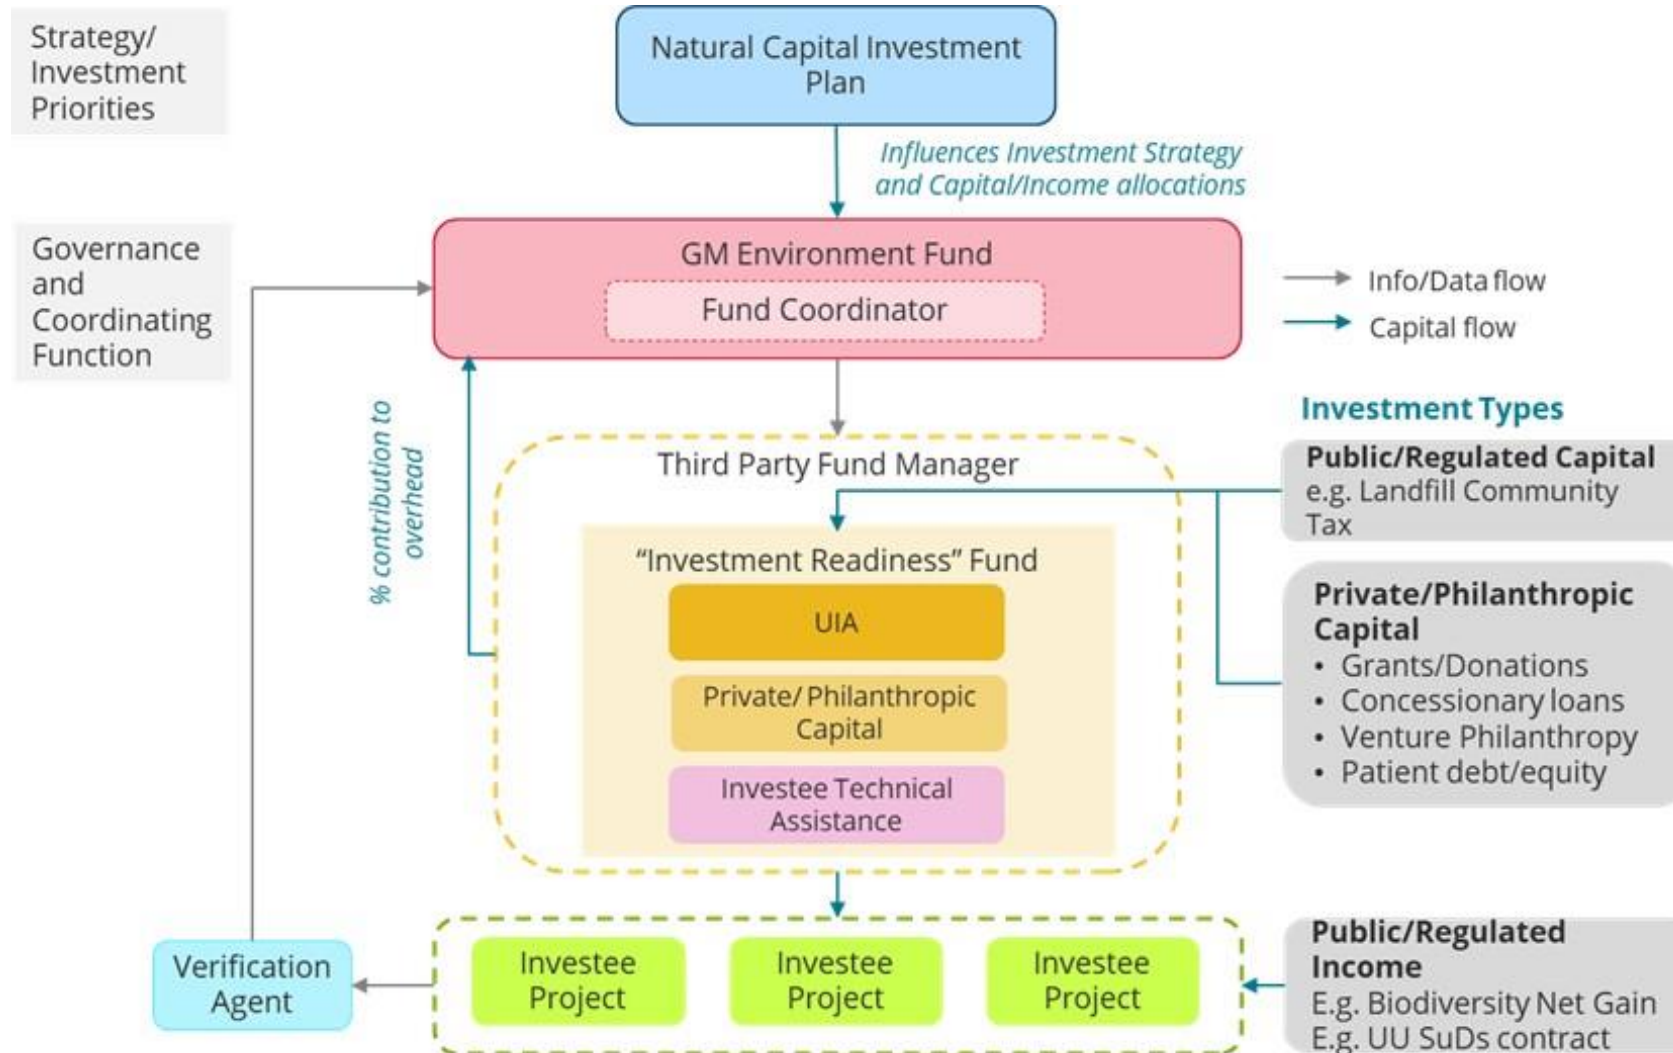 Strategy/
Investment
Priorities
Natural Capital Investment
Plan
Influences Investment Strategy
and Capital/Income allocations
Governance
and
Coordinating
Function
GM Environment Fund
Fund Coordinator
Info/Data flow
Capital flow
% contribution to
overhead
Third Party Fund Manager
Investment Types
Public/Regulated Capital
e.g. Landfill Community
Tax
“Investment Readiness” Fund
UIA
Private/ Philanthropic
Capital
Investee Technical
Assistance
Private/Philanthropic
Capital
• Grants/Donations
• Concessionary loans
• Venture Philanthropy
• Patient debt/equity
Verification
Agent
Investee
Project
Investee
Project
Investee
Project
Public/Regulated
Income
E.g. Biodiversity Net Gain
E.g. UU SuDs contract